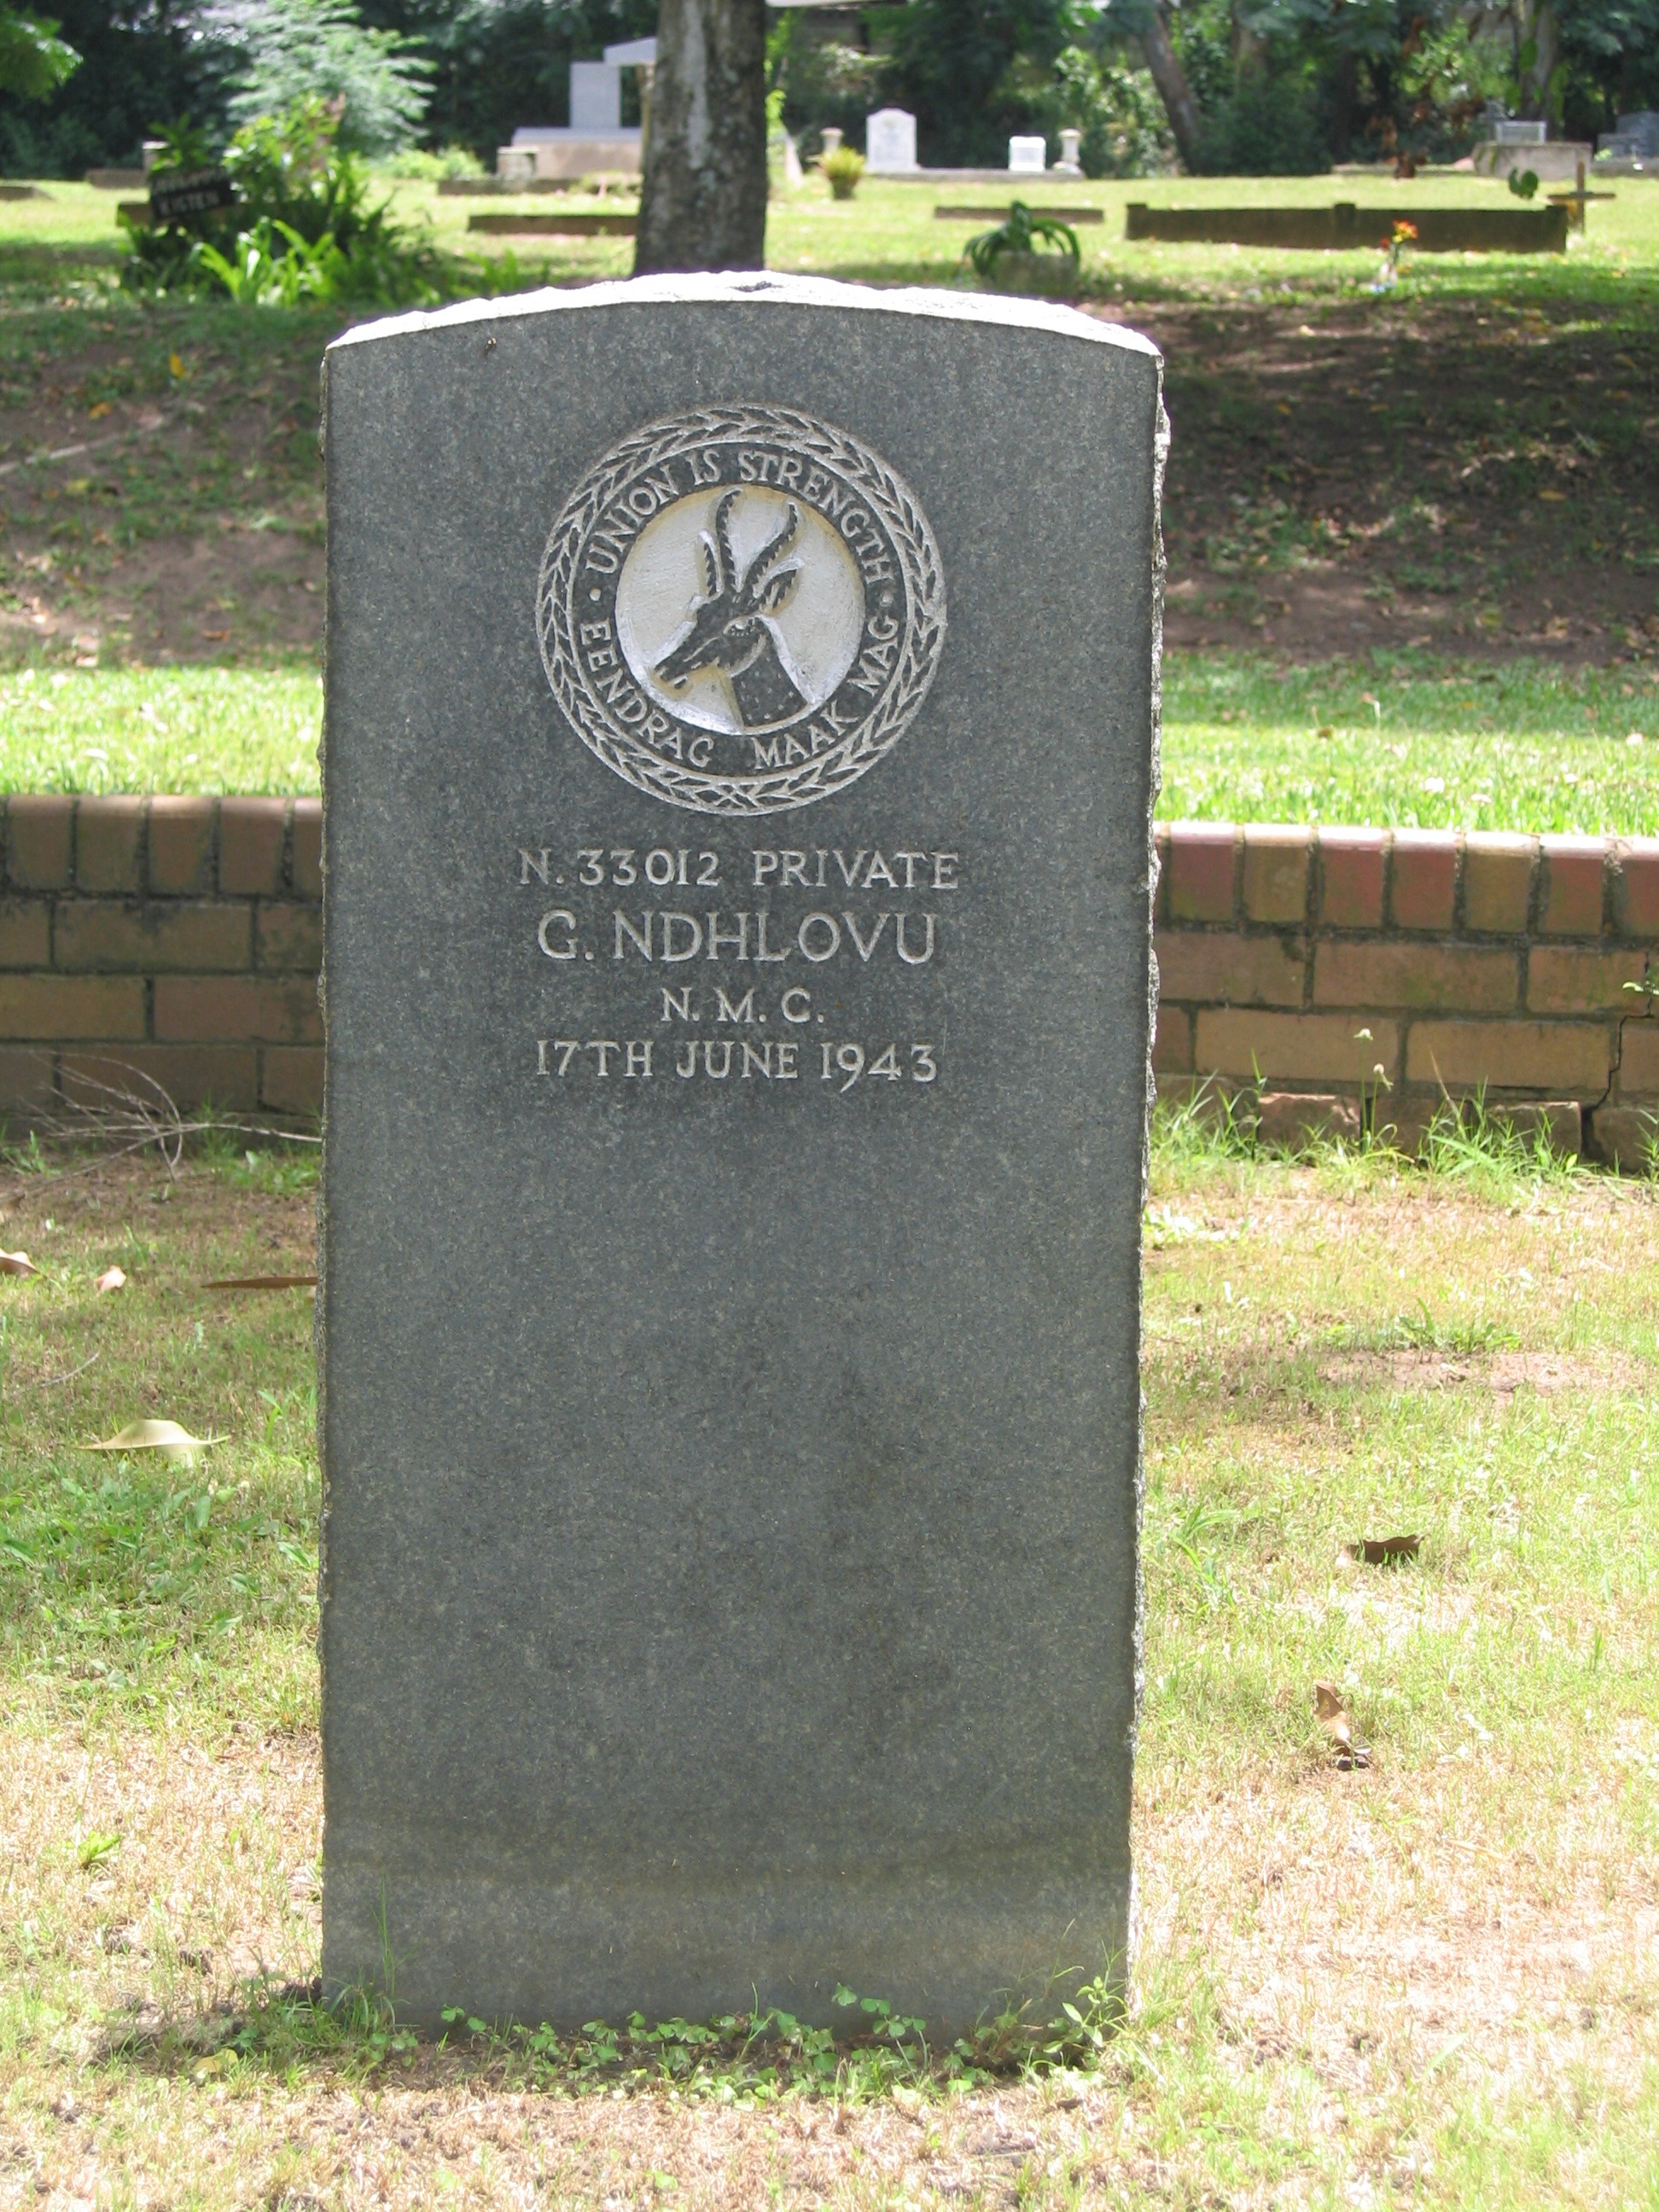 UNION IS STRENGTH
EENDRAG MAAK MAG
N. 33012 PRIVATE
G. NDHLOVU
N. M. C.
17TH JUNE 1943